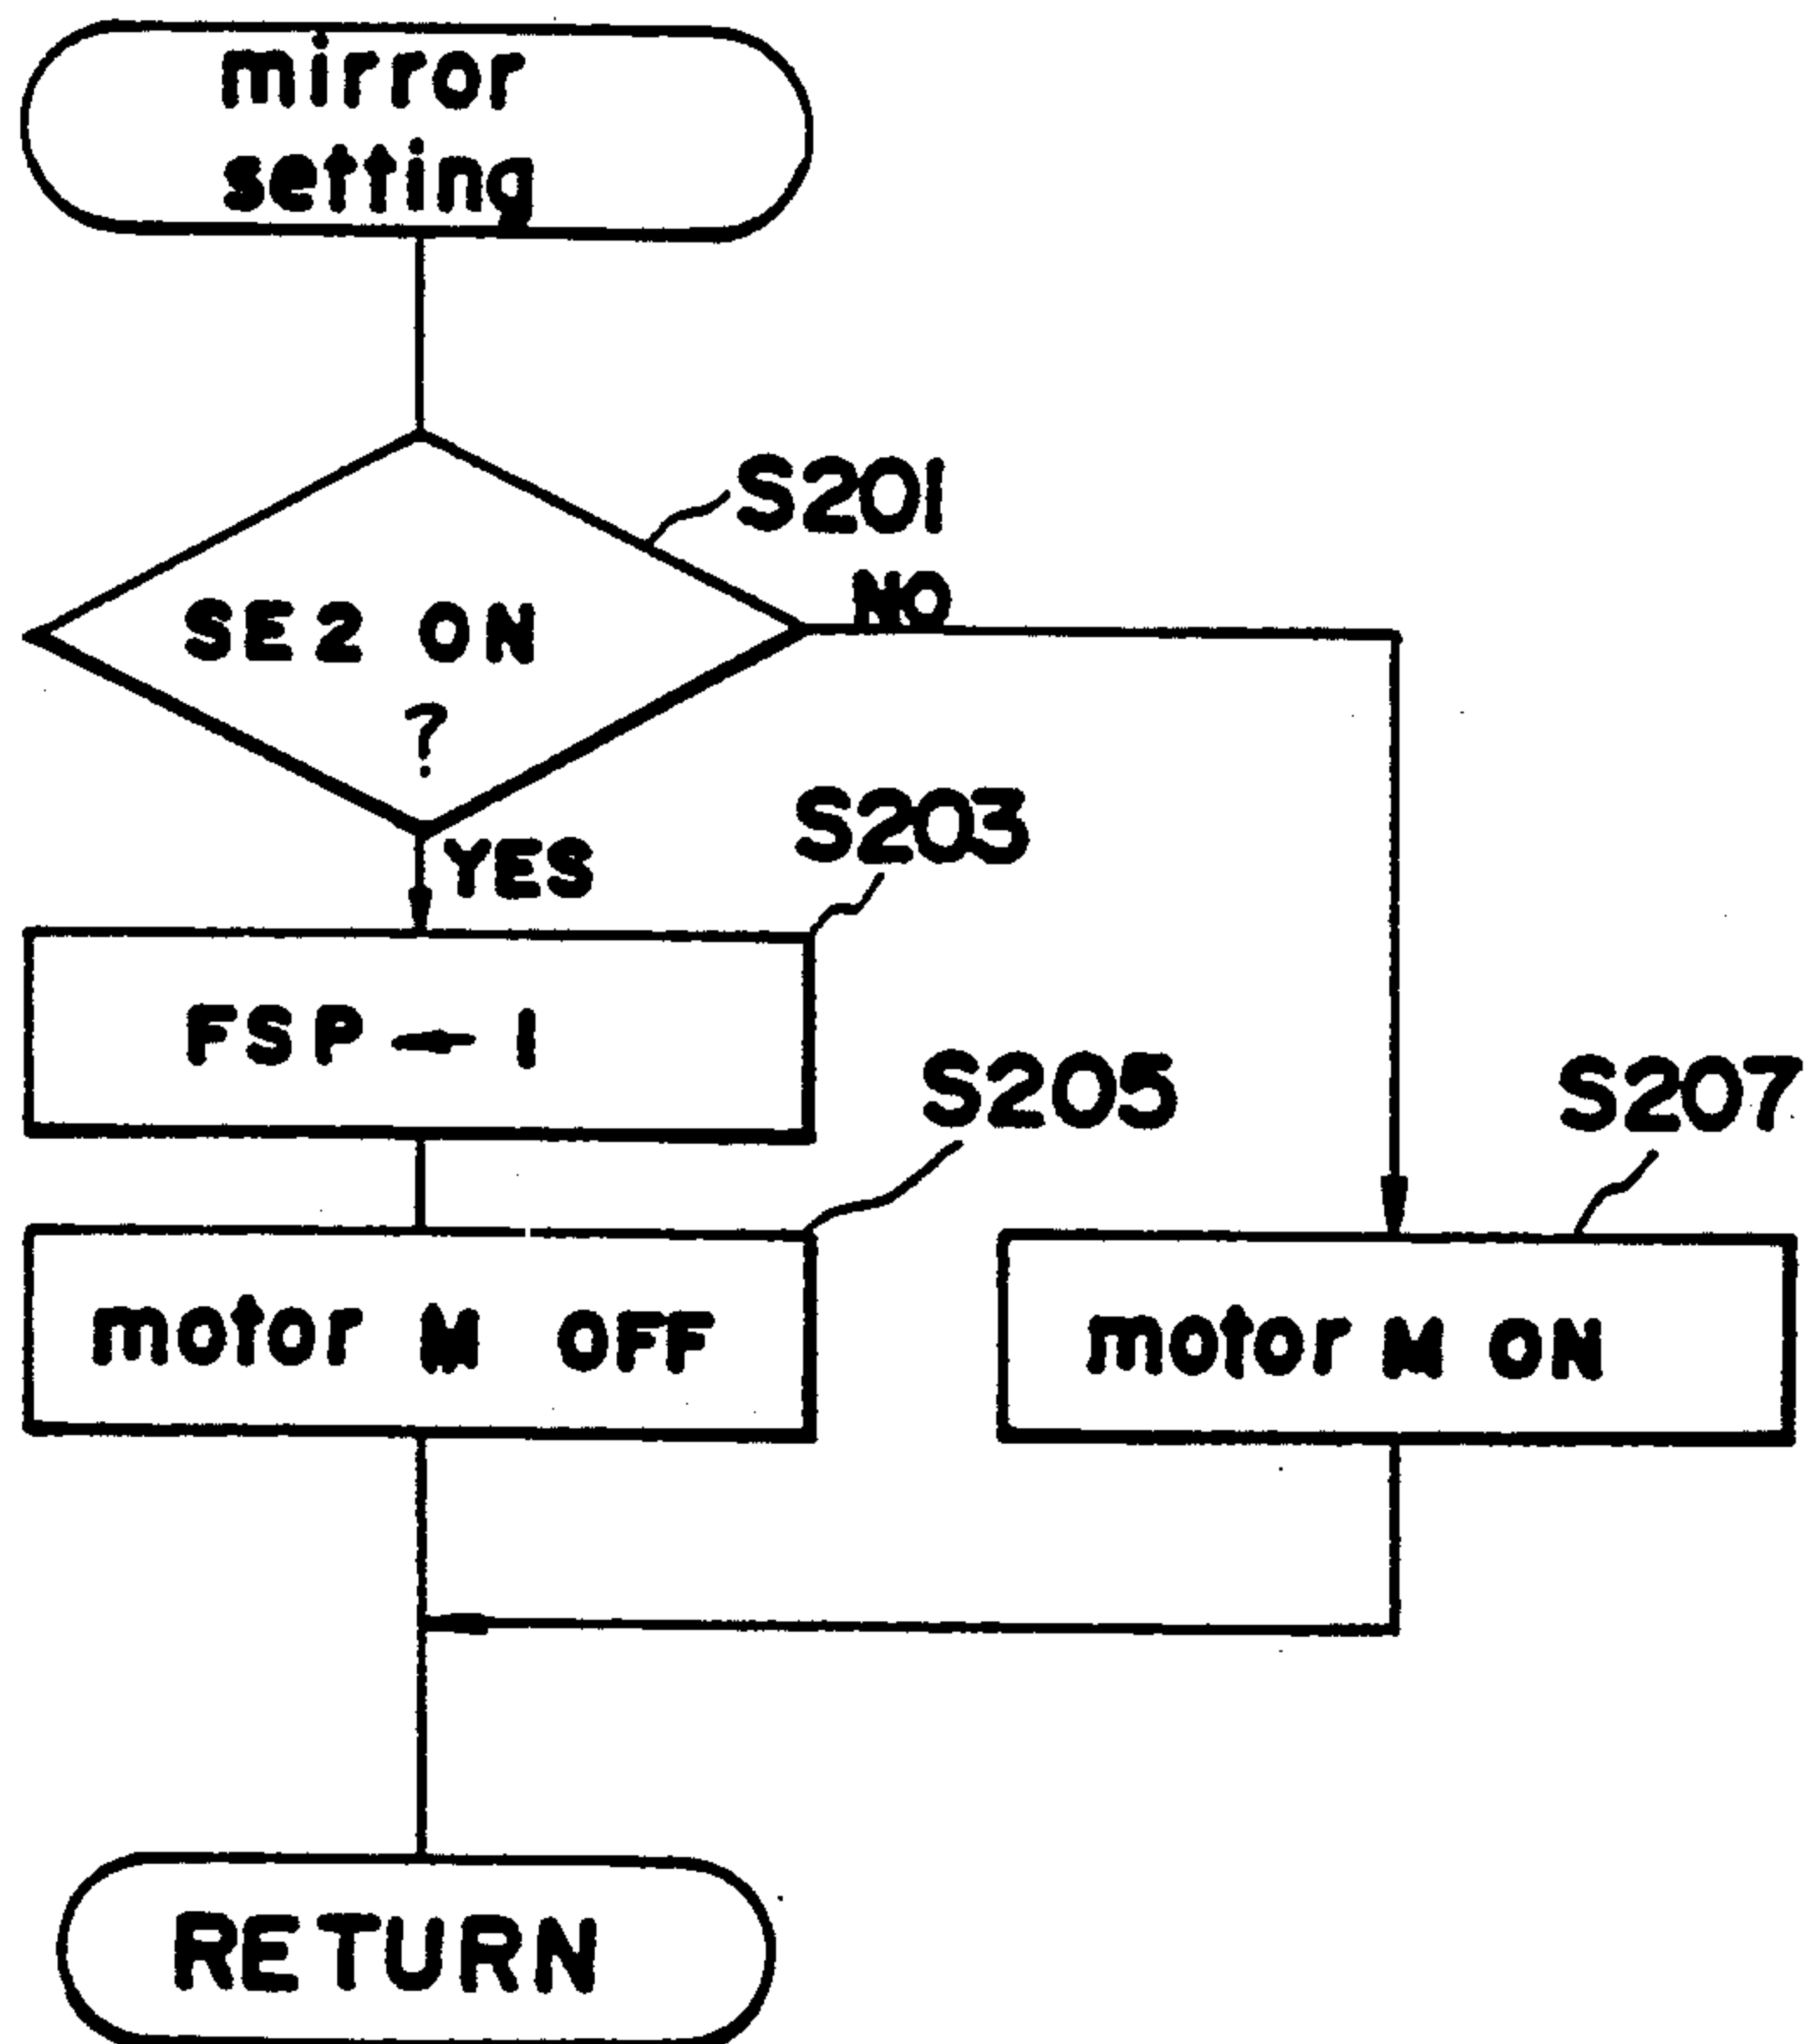 mirror
setting
S201
NO
SE2 ON
?
YES
S203
FSP ← 1
S205
S207
motor M OFF
motor M ON
RETURN